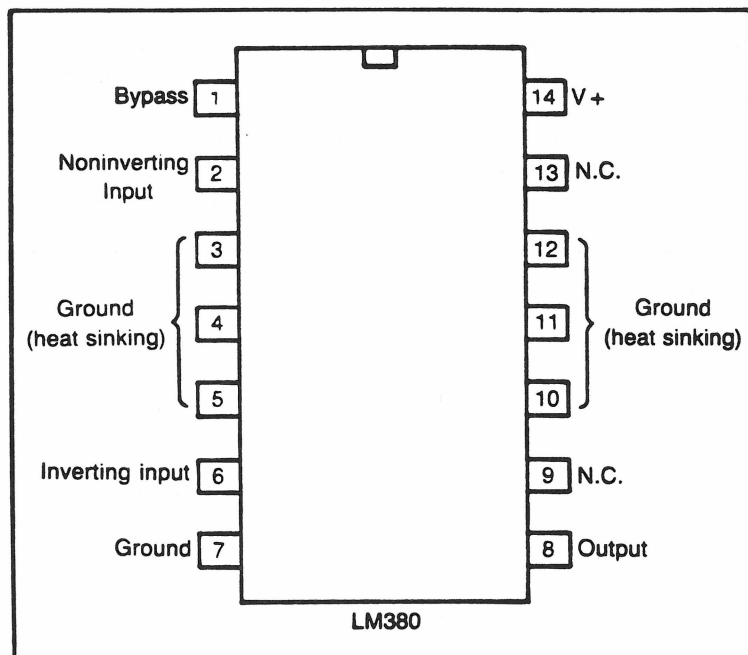 Bypass 1
14 V+
Noninverting
Input
2
13 N.C.
3
12
Ground
(heat sinking)
4
11
Ground
(heat sinking)
5
10
Inverting input 6
9 N.C.
Ground 7
8 Output
LM380